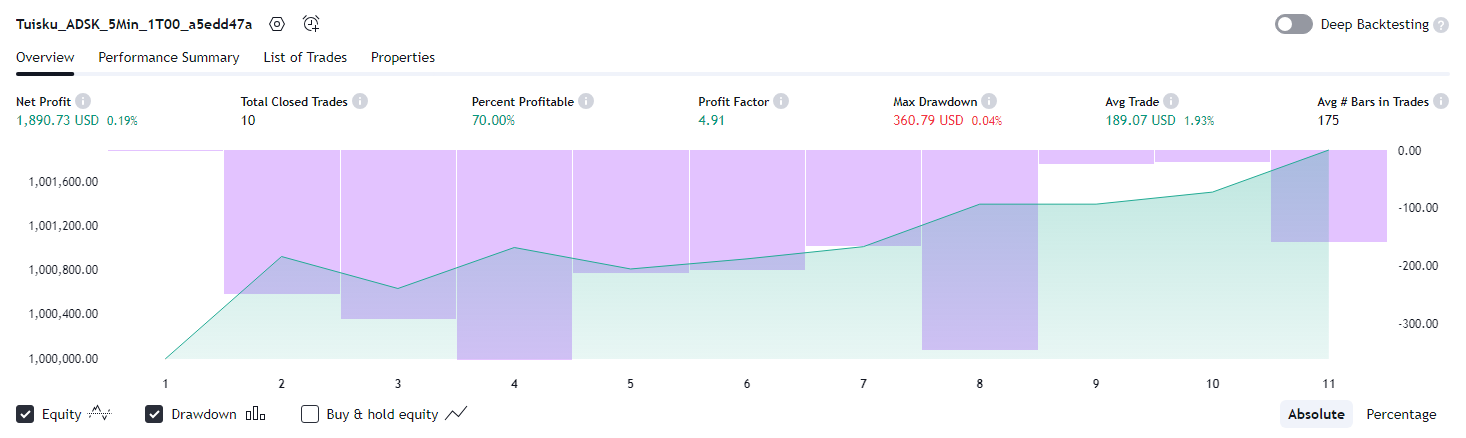 Tuisku_ADSK_5Min_1T00_a5edd47a Deep Backtesting ?
Overview Performance Summary List of Trades Properties
Net Profit i Total Closed Trades i Percent Profitable i Profit Factor i Max Drawdown i Avg Trade i Avg # Bars in Trades i
1,890.73 USD 0.19% 10 70.00% 4.91 360.79 USD 0.04% 189.07 USD 1.93% 175
0.00
1,001,600.00
-100.00
1,001,200.00
1,000,800.00 -200.00
1,000,400.00
-300.00
1,000,000.00
1 2 3 4 5 6 7 8 9 10 11
Equity Drawdown Buy & hold equity Absolute Percentage